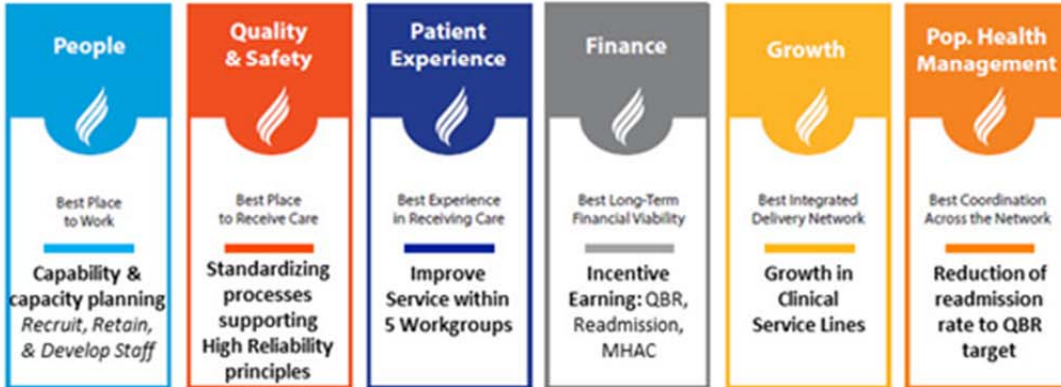 People
Best Place
to Work
Capability &
capacity planning
Recruit, Retain,
& Develop Staff
Quality
& Safety
Best Place
to Receive Care
Standardizing
processes
supporting
High Reliability
principles
Patient
Experience
Best Experience
in Receiving Care
Improve
Service within
5 Workgroups
Finance
Best Long-Term
Financial Viability
Incentive
Earning: QBR,
Readmission,
MHAC
Growth
Best Integrated
Delivery Network
Growth in
Clinical
Service Lines
Pop. Health
Management
Best Coordination
Across the Network
Reduction of
readmission
rate to QBR
target